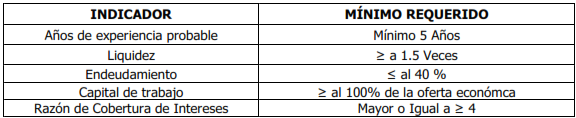 INDICADOR MÍNIMO REQUERIDO
Años de experiencia probable Mínimo 5 Años
Liquidez ≥ a 1.5 Veces
Endeudamiento ≤ al 40 %
Capital de trabajo ≥ al 100% de la oferta económca
Razón de Cobertura de Intereses Mayor o Igual a ≥ 4